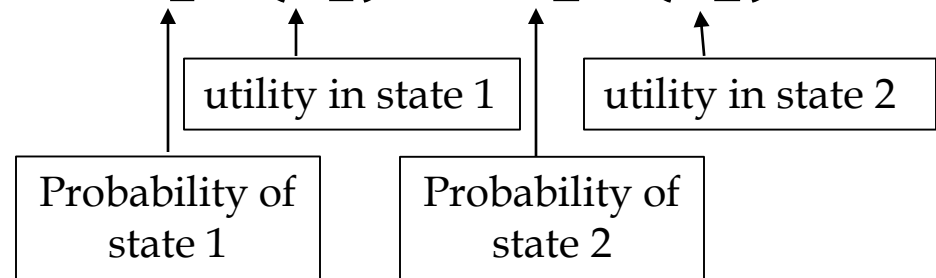 utility in state 1
utility in state 2
Probability of
state 1
Probability of
state 2